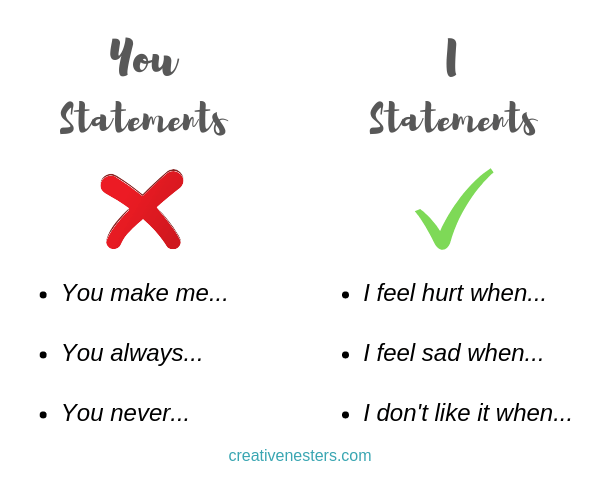 You
Statements
• You make me...
• You always...
• You never...
I
Statements
• I feel hurt when...
• I feel sad when...
• I don't like it when...
creativenesters.com